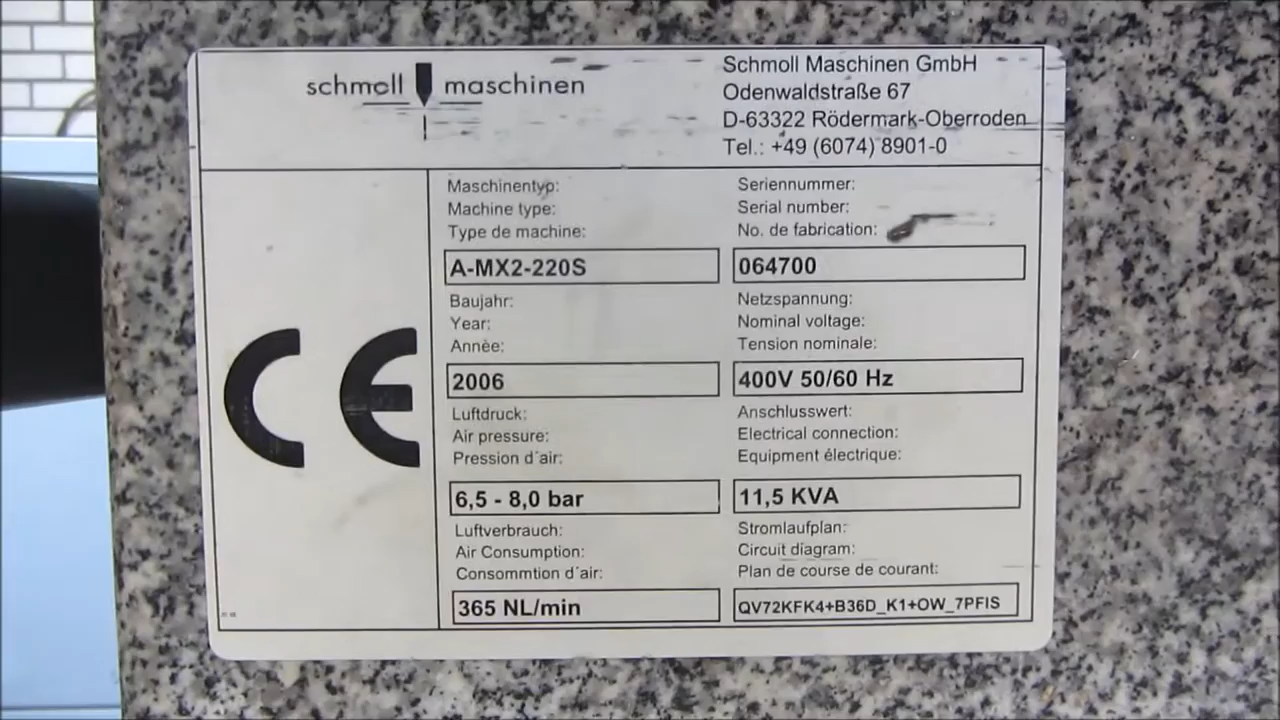 schmoll maschinen
Schmoll Maschinen GmbH
Odenwaldstraße 67
D-63322 Rödermark-Oberroden
Tel.: +49 (6074) 8901-0
CE
Maschinentyp:
Machine type:
Type de machine:
A-MX2-220S
Seriennummer:
Serial number:
No. de fabrication:
064700
Baujahr:
Year:
Annèe:
2006
Netzspannung:
Nominal voltage:
Tension nominale:
400V 50/60 Hz
Luftdruck:
Air pressure:
Pression d´air:
6,5 - 8,0 bar
Anschlusswert:
Electrical connection:
Equipment électrique:
11,5 KVA
Luftverbrauch:
Air Consumption:
Consommtion d´air:
365 NL/min
Stromlaufplan:
Circuit diagram:
Plan de course de courant:
QV72KFK4+B36D_K1+OW_7PFIS